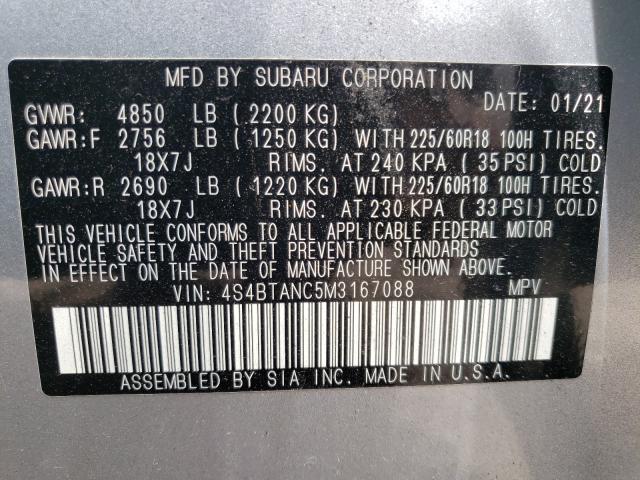 MFD BY SUBARU CORPORATION
DATE: 01/21
GVWR: 4850 LB (2200 KG)
GAWR:F 2756 LB (1250 KG) WITH 225/60R18 100H TIRES.
18X7J RIMS. AT 240 KPA (35 PSI) COLD
GAWR:R 2690 LB (1220 KG) WITH 225/60R18 100H TIRES.
18X7J RIMS. AT 230 KPA (33 PSI) COLD
THIS VEHICLE CONFORMS TO ALL APPLICABLE FEDERAL MOTOR
VEHICLE SAFETY AND THEFT PREVENTION STANDARDS
IN EFFECT ON THE DATE OF MANUFACTURE SHOWN ABOVE.
VIN: 4S4BTANC5M3167088 MPV
ASSEMBLED BY SIA INC. MADE IN U.S.A.